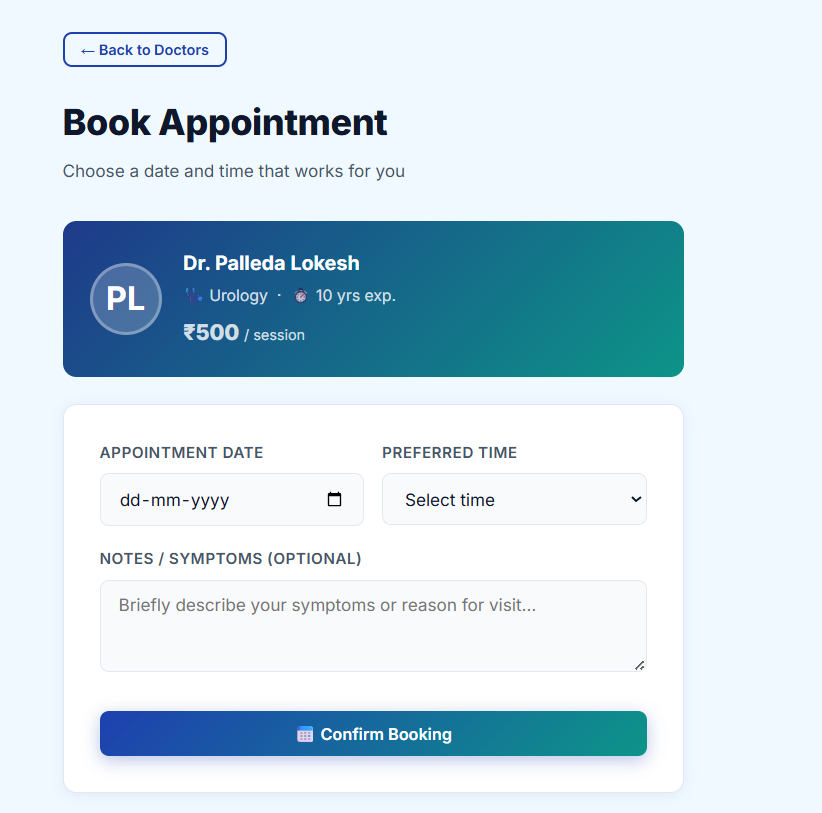 ← Back to Doctors
Book Appointment
Choose a date and time that works for you
PL
Dr. Palleda Lokesh
🩺 Urology · ⏱ 10 yrs exp.
₹500 / session
APPOINTMENT DATE
PREFERRED TIME
dd-mm-yyyy
Select time
NOTES / SYMPTOMS (OPTIONAL)
Briefly describe your symptoms or reason for visit...
📅 Confirm Booking